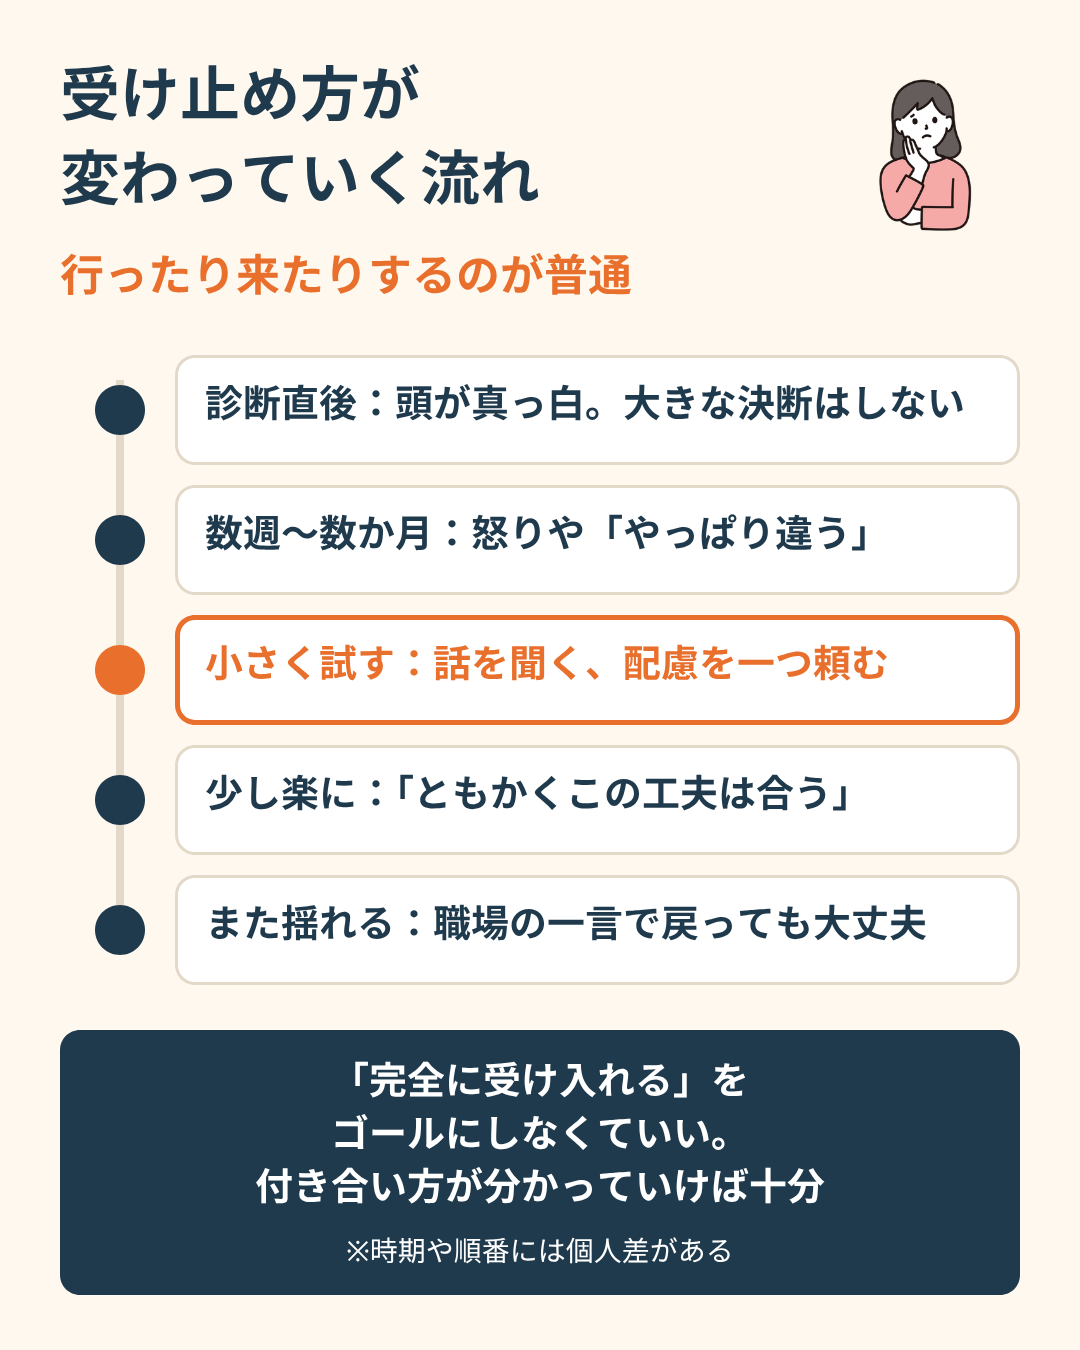 受け止め方が
変わっていく流れ
行ったり来たりするのが普通
診断直後：頭が真っ白。大きな決断はしない
数週〜数か月：怒りや「やっぱり違う」
小さく試す：話を聞く、配慮を一つ頼む
少し楽に：「ともかくこの工夫は合う」
また揺れる：職場の一言で戻っても大丈夫
「完全に受け入れる」を
ゴールにしなくていい。
付き合い方が分かっていけば十分
※時期や順番には個人差がある